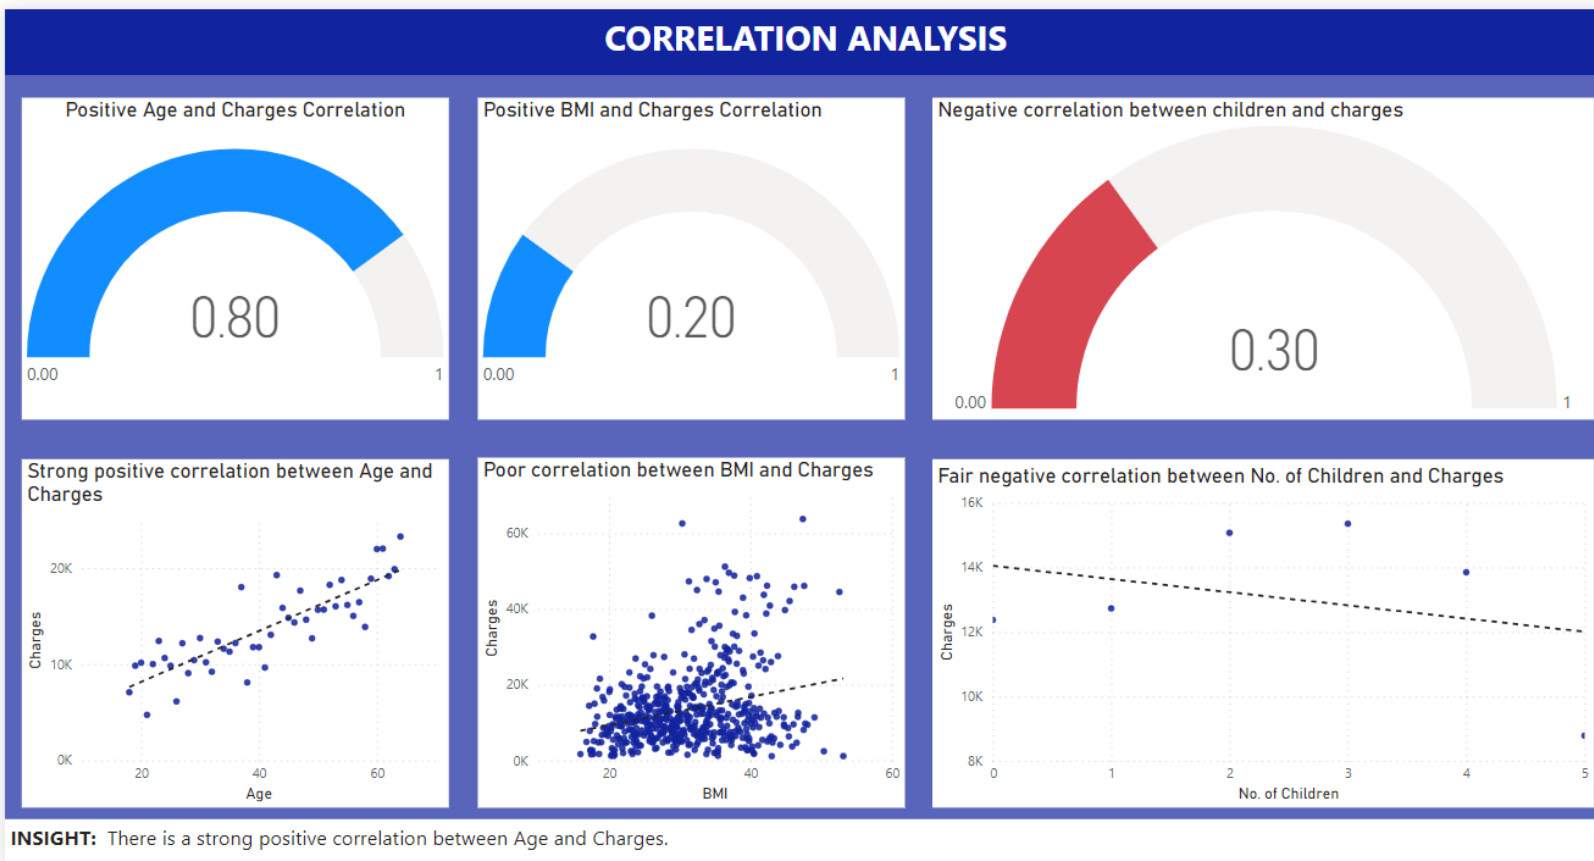 CORRELATION ANALYSIS
Positive Age and Charges Correlation
0.80
0.00
1
Positive BMI and Charges Correlation
0.20
0.00
1
Negative correlation between children and charges
0.30
0.00
1
Strong positive correlation between Age and
Charges
20K
10K
0K
Charges
20
40
60
Age
Poor correlation between BMI and Charges
60K
40K
20K
0K
Charges
20
40
60
BMI
Fair negative correlation between No. of Children and Charges
16K
14K
12K
10K
8K
Charges
0
1
2
3
4
5
No. of Children
INSIGHT: There is a strong positive correlation between Age and Charges.